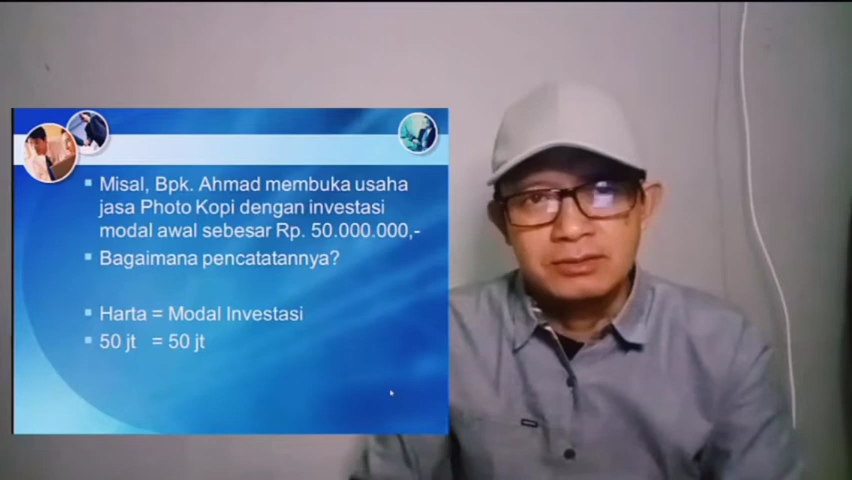 Misal, Bpk. Ahmad membuka usaha
jasa Photo Kopi dengan investasi
modal awal sebesar Rp. 50.000.000,-
Bagaimana pencatatannya?
Harta = Modal Investasi
50 jt = 50 jt